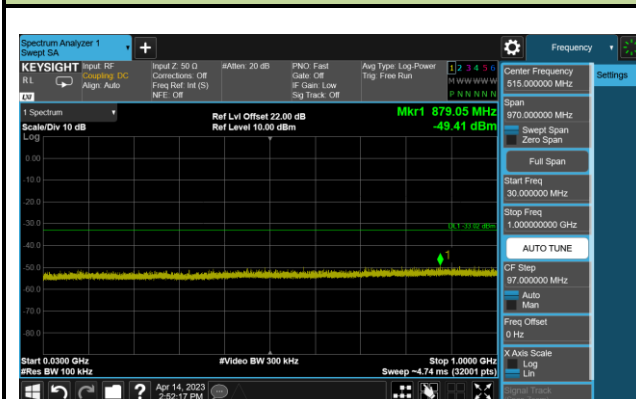 Spectrum Analyzer 1
Swept SA
Frequency
KEYSIGHT
RL
LXI
Input: RF
Coupling: DC
Align: Auto
Input Z: 50 Ω
Corrections: Off
Freq Ref: Int (S)
NFE: Off
#Atten: 20 dB
PNO: Fast
Gate: Off
IF Gain: Low
Sig Track: Off
Avg Type: Log-Power
Trig: Free Run
1 2 3 4 5 6
M W W W W W
P N N N N N
1 Spectrum
Scale/Div 10 dB
Log
Ref Lvl Offset 22.00 dB
Ref Level 10.00 dBm
Mkr1 879.05 MHz
-49.41 dBm
0.00
-10.0
-20.0
-30.0
-40.0
-50.0
-60.0
-70.0
-80.0
DL1 -33.02 dBm
1
Start 0.0300 GHz
#Res BW 100 kHz
#Video BW 300 kHz
Stop 1.0000 GHz
Sweep ~4.74 ms (32001 pts)
Apr 14, 2023
2:52:17 PM
Center Frequency
515.000000 MHz
Settings
Span
970.000000 MHz
Swept Span
Zero Span
Full Span
Start Freq
30.000000 MHz
Stop Freq
1.000000000 GHz
AUTO TUNE
CF Step
97.000000 MHz
Auto
Man
Freq Offset
0 Hz
X Axis Scale
Log
Lin
Signal Track